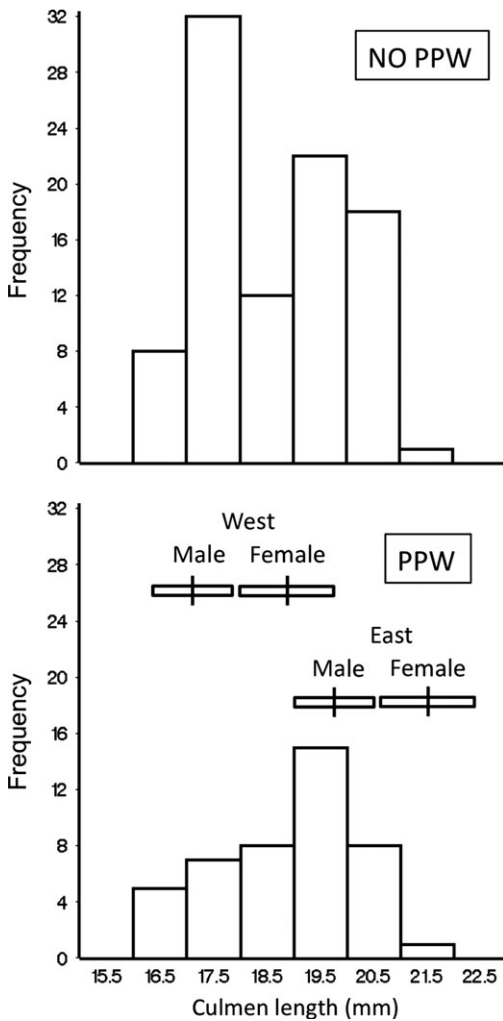 32
NO PPW
28
24
20
16
12
8
4
0
Frequency
32
West
PPW
28
Male Female
24
East
20
Male Female
16
12
8
4
0
Frequency
15.5 16.5 17.5 18.5 19.5 20.5 21.5 22.5
Culmen length (mm)